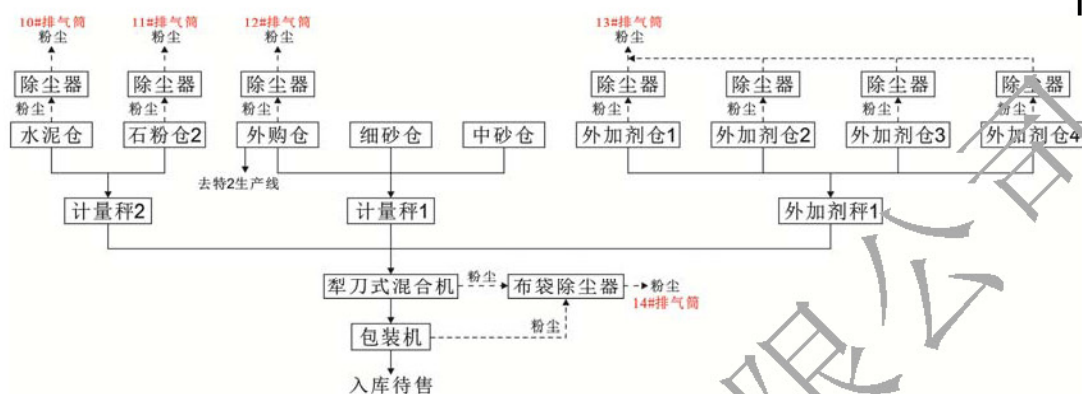 10#排气筒 11#排气筒 12#排气筒 13#排气筒
粉尘 粉尘 粉尘 粉尘
除尘器 除尘器 除尘器 除尘器 除尘器 除尘器 除尘器
粉尘 粉尘 粉尘 粉尘 粉尘 粉尘 粉尘
水泥仓 石粉仓2 外购仓 细砂仓 中砂仓 外加剂仓1 外加剂仓2 外加剂仓3 外加剂仓4
去特2生产线
计量秤2 计量秤1 外加剂秤1
犁刀式混合机 粉尘 布袋除尘器 粉尘
14#排气筒
包装机 粉尘
入库待售
限公司